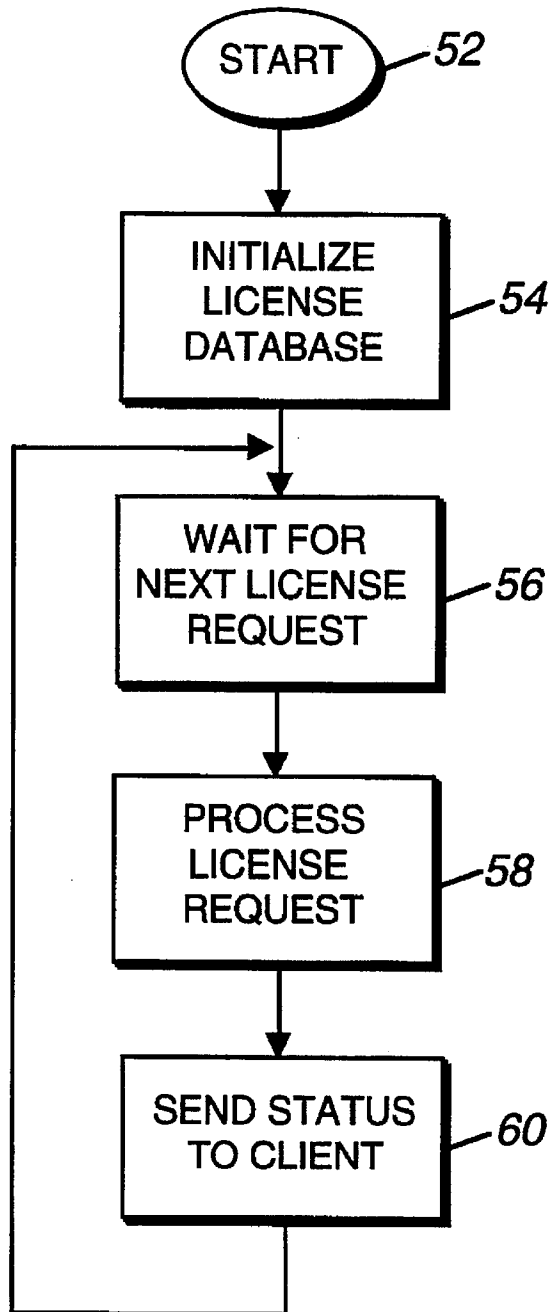 START
52
INITIALIZE
LICENSE
DATABASE
54
WAIT FOR
NEXT LICENSE
REQUEST
56
PROCESS
LICENSE
REQUEST
58
SEND STATUS
TO CLIENT
60